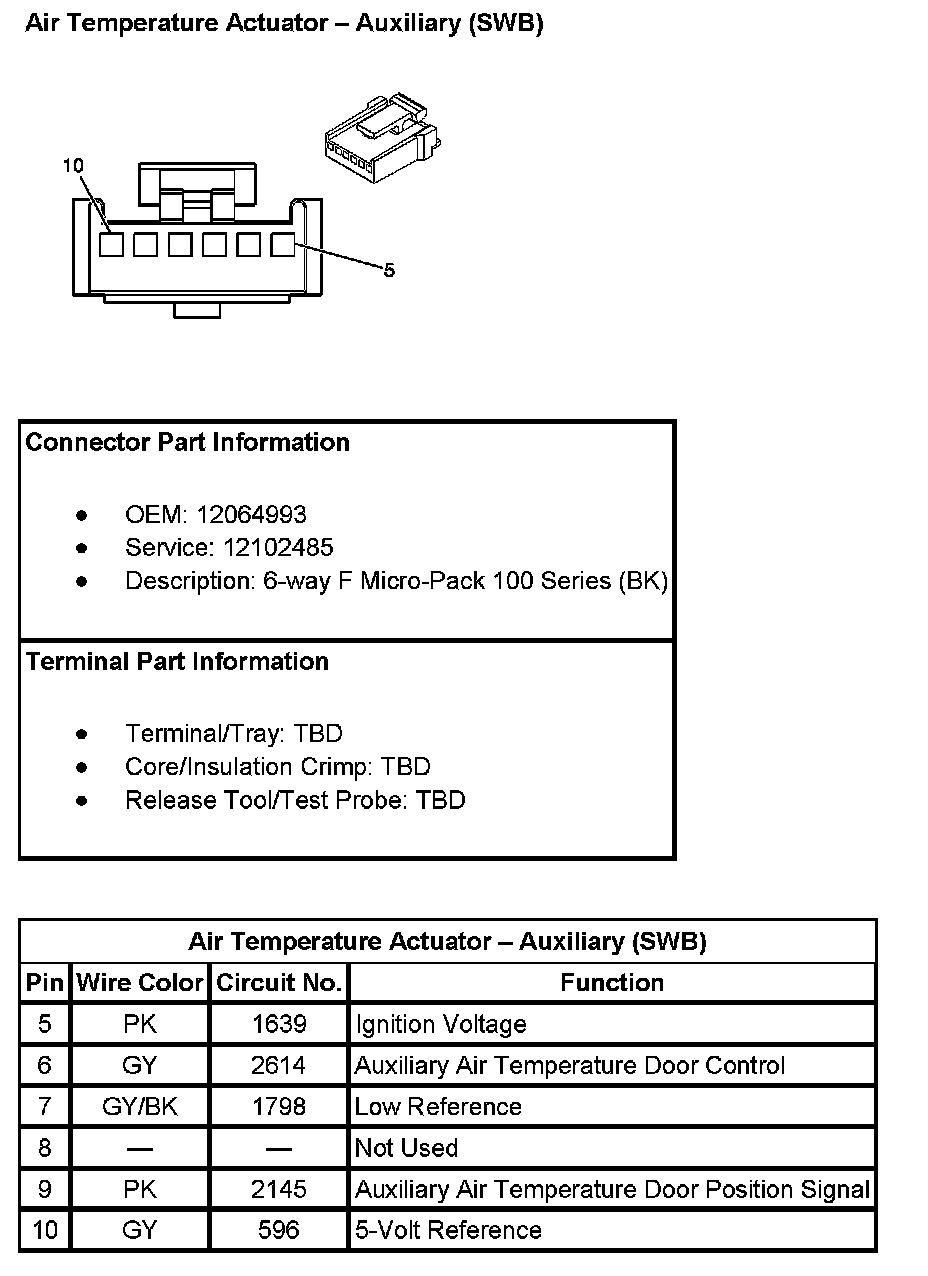 Air Temperature Actuator – Auxiliary (SWB)
10
5
Connector Part Information
● OEM: 12064993
● Service: 12102485
● Description: 6-way F Micro-Pack 100 Series (BK)
Terminal Part Information
● Terminal/Tray: TBD
● Core/Insulation Crimp: TBD
● Release Tool/Test Probe: TBD
Air Temperature Actuator – Auxiliary (SWB)
Pin Wire Color Circuit No. Function
5 PK 1639 Ignition Voltage
6 GY 2614 Auxiliary Air Temperature Door Control
7 GY/BK 1798 Low Reference
8 — — Not Used
9 PK 2145 Auxiliary Air Temperature Door Position Signal
10 GY 596 5-Volt Reference